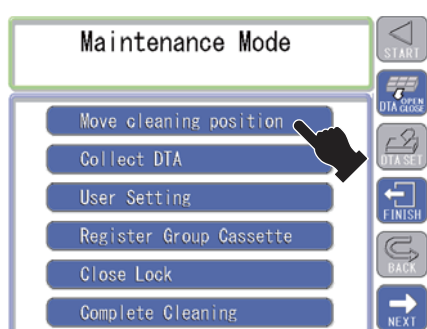 Maintenance Mode
Move cleaning position
Collect DTA
User Setting
Register Group Cassette
Close Lock
Complete Cleaning
START
DTA OPEN CLOSE
DTA SET
FINISH
BACK
NEXT